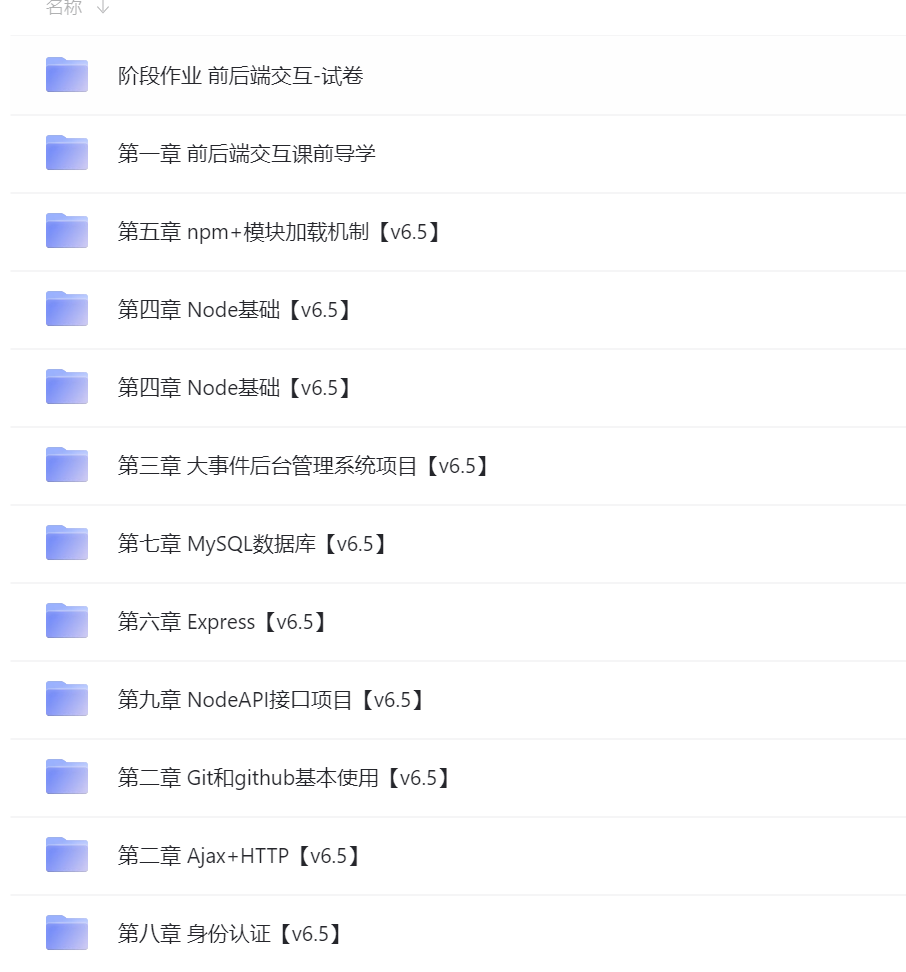 名称 ↓
阶段作业 前后端交互-试卷
第一章 前后端交互课前导学
第五章 npm+模块加载机制【v6.5】
第四章 Node基础【v6.5】
第四章 Node基础【v6.5】
第三章 大事件后台管理系统项目【v6.5】
第七章 MySQL数据库【v6.5】
第六章 Express【v6.5】
第九章 NodeAPI接口项目【v6.5】
第二章 Git和github基本使用【v6.5】
第二章 Ajax+HTTP【v6.5】
第八章 身份认证【v6.5】